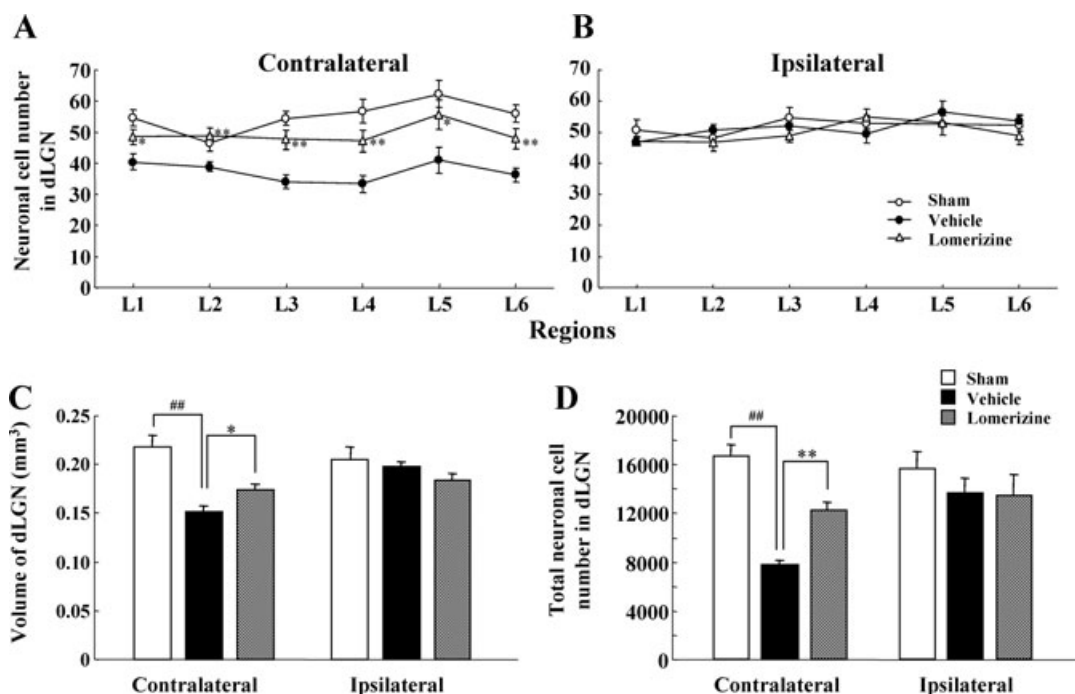 A
Contralateral
Neuronal cell number
in dLGN
70
60
50
40
30
20
10
0
**
*
**
**
*
**
L1 L2 L3 L4 L5 L6
B
Ipsilateral
70
60
50
40
30
20
10
0
Sham
Vehicle
Lomerizine
L1 L2 L3 L4 L5 L6
Regions
C
Volume of dLGN (mm³)
0.25
0.20
0.15
0.10
0.05
0.00
##
*
Contralateral Ipsilateral
D
Sham
Vehicle
Lomerizine
Total neuronal cell
number in dLGN
20000
16000
12000
8000
4000
0
##
**
Contralateral Ipsilateral